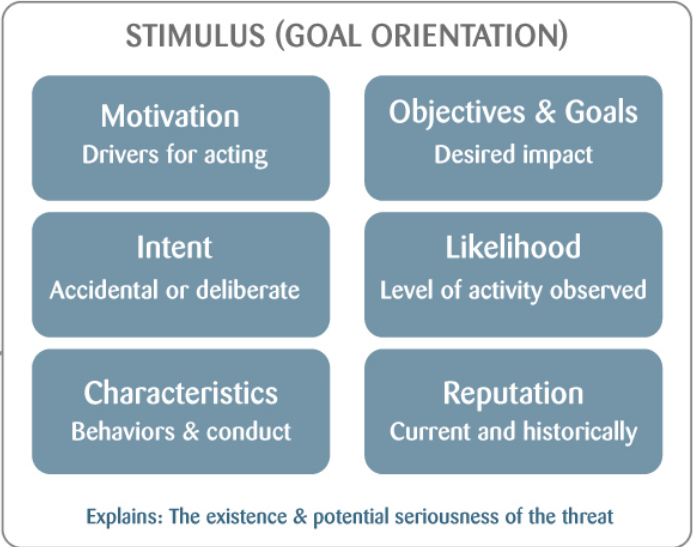 STIMULUS (GOAL ORIENTATION)
Motivation
Drivers for acting
Objectives & Goals
Desired impact
Intent
Accidental or deliberate
Likelihood
Level of activity observed
Characteristics
Behaviors & conduct
Reputation
Current and historically
Explains: The existence & potential seriousness of the threat